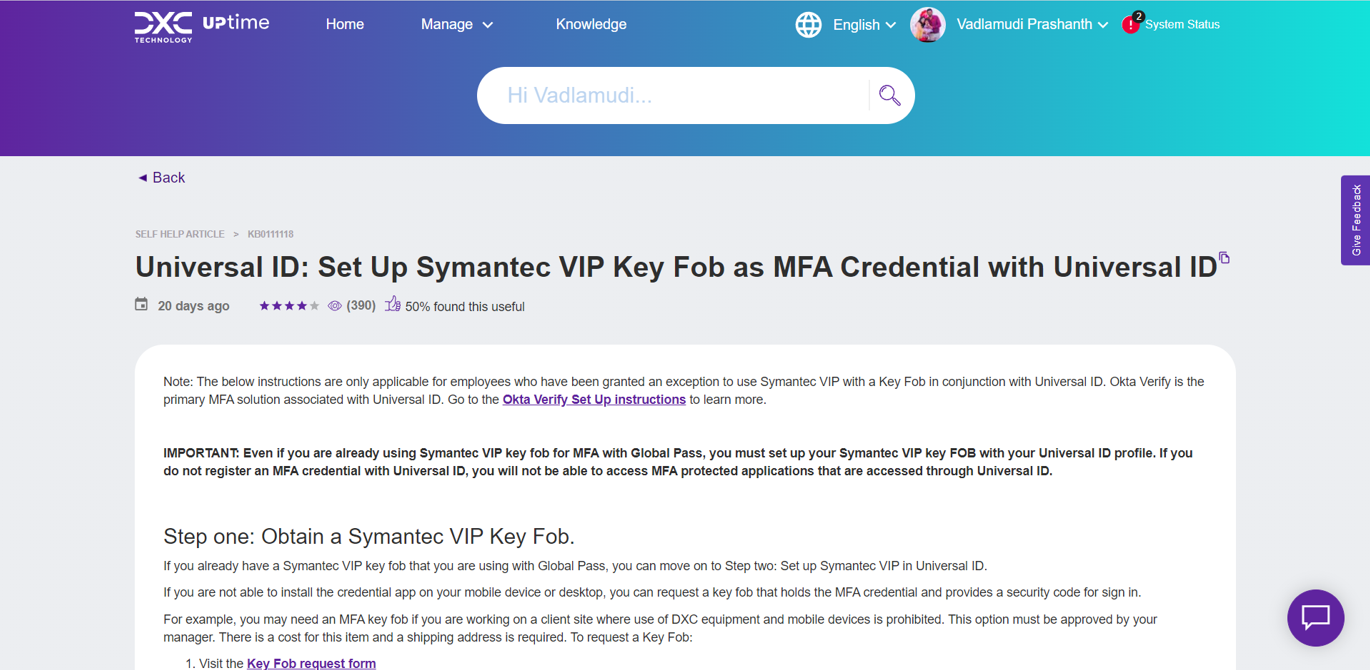 DXC TECHNOLOGY UPtime Home Manage Knowledge English Vadlamudi Prashanth 2 System Status
Hi Vadlamudi...
◄ Back
Give Feedback
SELF HELP ARTICLE > KB0111118
Universal ID: Set Up Symantec VIP Key Fob as MFA Credential with Universal ID
20 days ago (390) 50% found this useful
Note: The below instructions are only applicable for employees who have been granted an exception to use Symantec VIP with a Key Fob in conjunction with Universal ID. Okta Verify is the
primary MFA solution associated with Universal ID. Go to the Okta Verify Set Up instructions to learn more.
IMPORTANT: Even if you are already using Symantec VIP key fob for MFA with Global Pass, you must set up your Symantec VIP key FOB with your Universal ID profile. If you
do not register an MFA credential with Universal ID, you will not be able to access MFA protected applications that are accessed through Universal ID.
Step one: Obtain a Symantec VIP Key Fob.
If you already have a Symantec VIP key fob that you are using with Global Pass, you can move on to Step two: Set up Symantec VIP in Universal ID.
If you are not able to install the credential app on your mobile device or desktop, you can request a key fob that holds the MFA credential and provides a security code for sign in.
For example, you may need an MFA key fob if you are working on a client site where use of DXC equipment and mobile devices is prohibited. This option must be approved by your
manager. There is a cost for this item and a shipping address is required. To request a Key Fob:
1. Visit the Key Fob request form